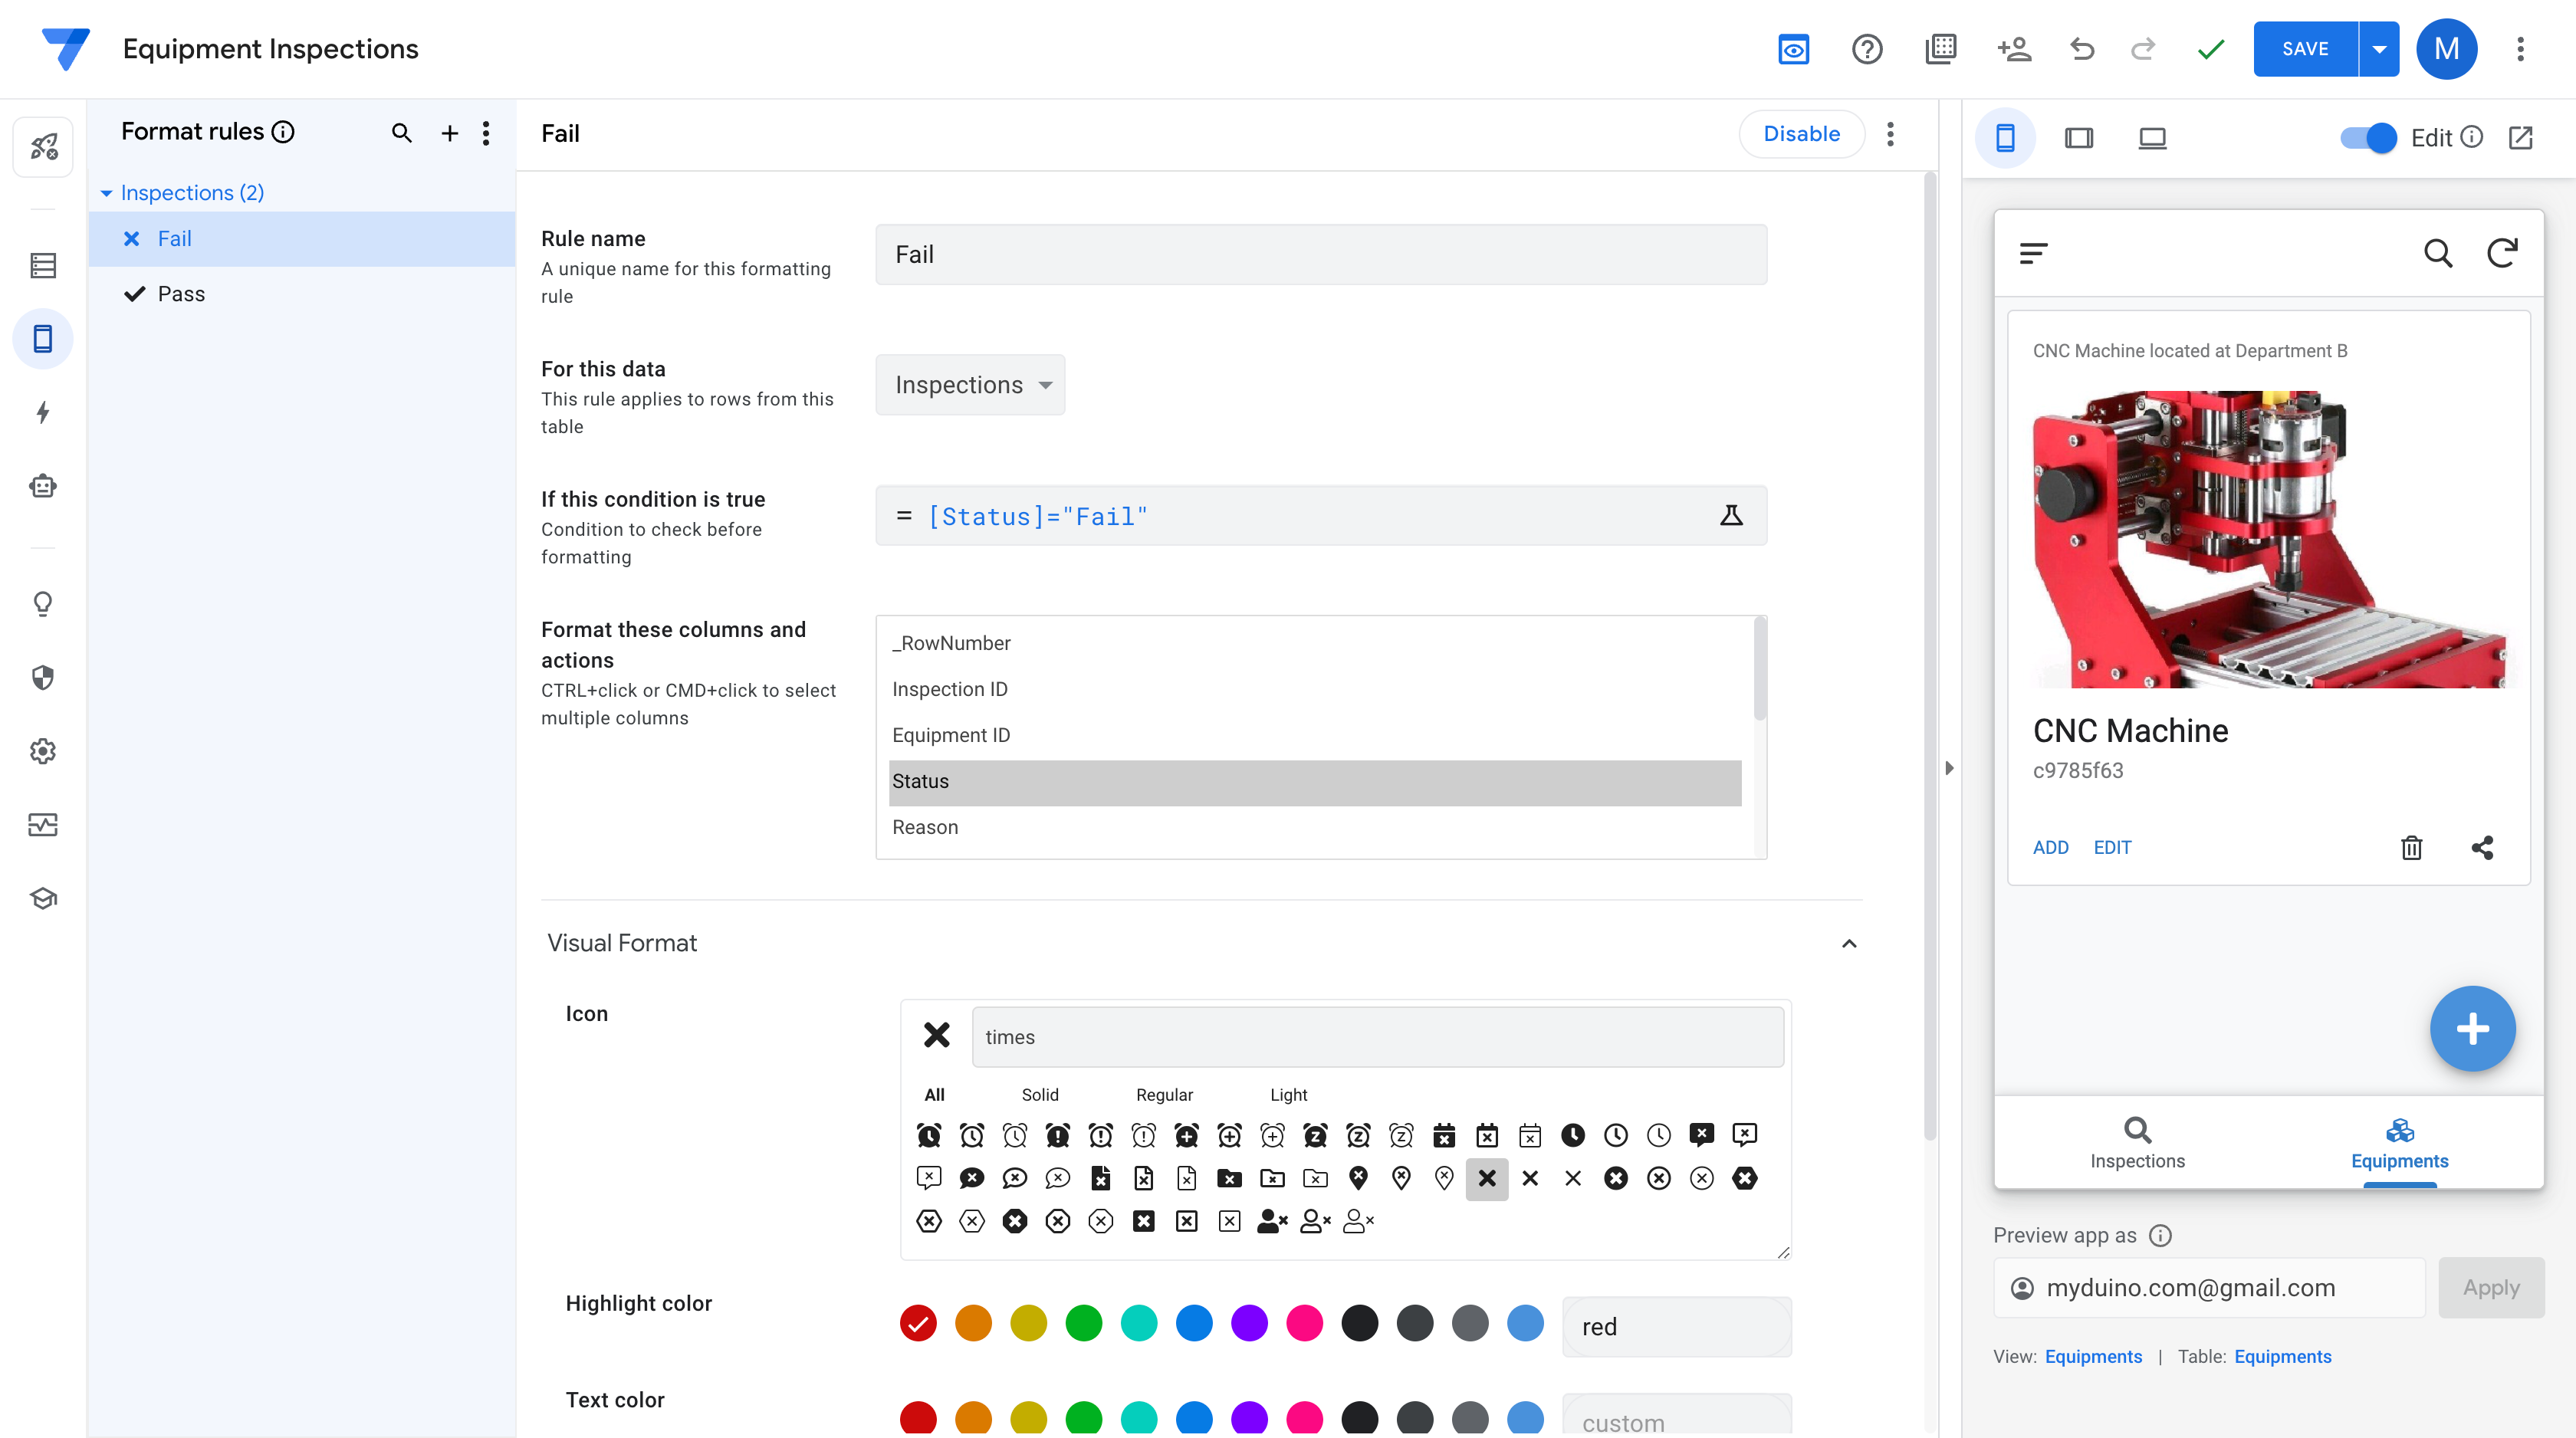 Equipment Inspections
SAVE
M
Format rules
Inspections (2)
Fail
Pass
Fail
Disable
Rule name
A unique name for this formatting
rule
Fail
For this data
This rule applies to rows from this
table
Inspections
If this condition is true
Condition to check before
formatting
= [Status]="Fail"
Format these columns and
actions
CTRL+click or CMD+click to select
multiple columns
_RowNumber
Inspection ID
Equipment ID
Status
Reason
Visual Format
Icon
times
All Solid Regular Light
Highlight color
red
Text color
custom
Edit
CNC Machine located at Department B
CNC Machine
c9785f63
ADD EDIT
Inspections
Equipments
Preview app as
myduino.com@gmail.com
Apply
View: Equipments | Table: Equipments